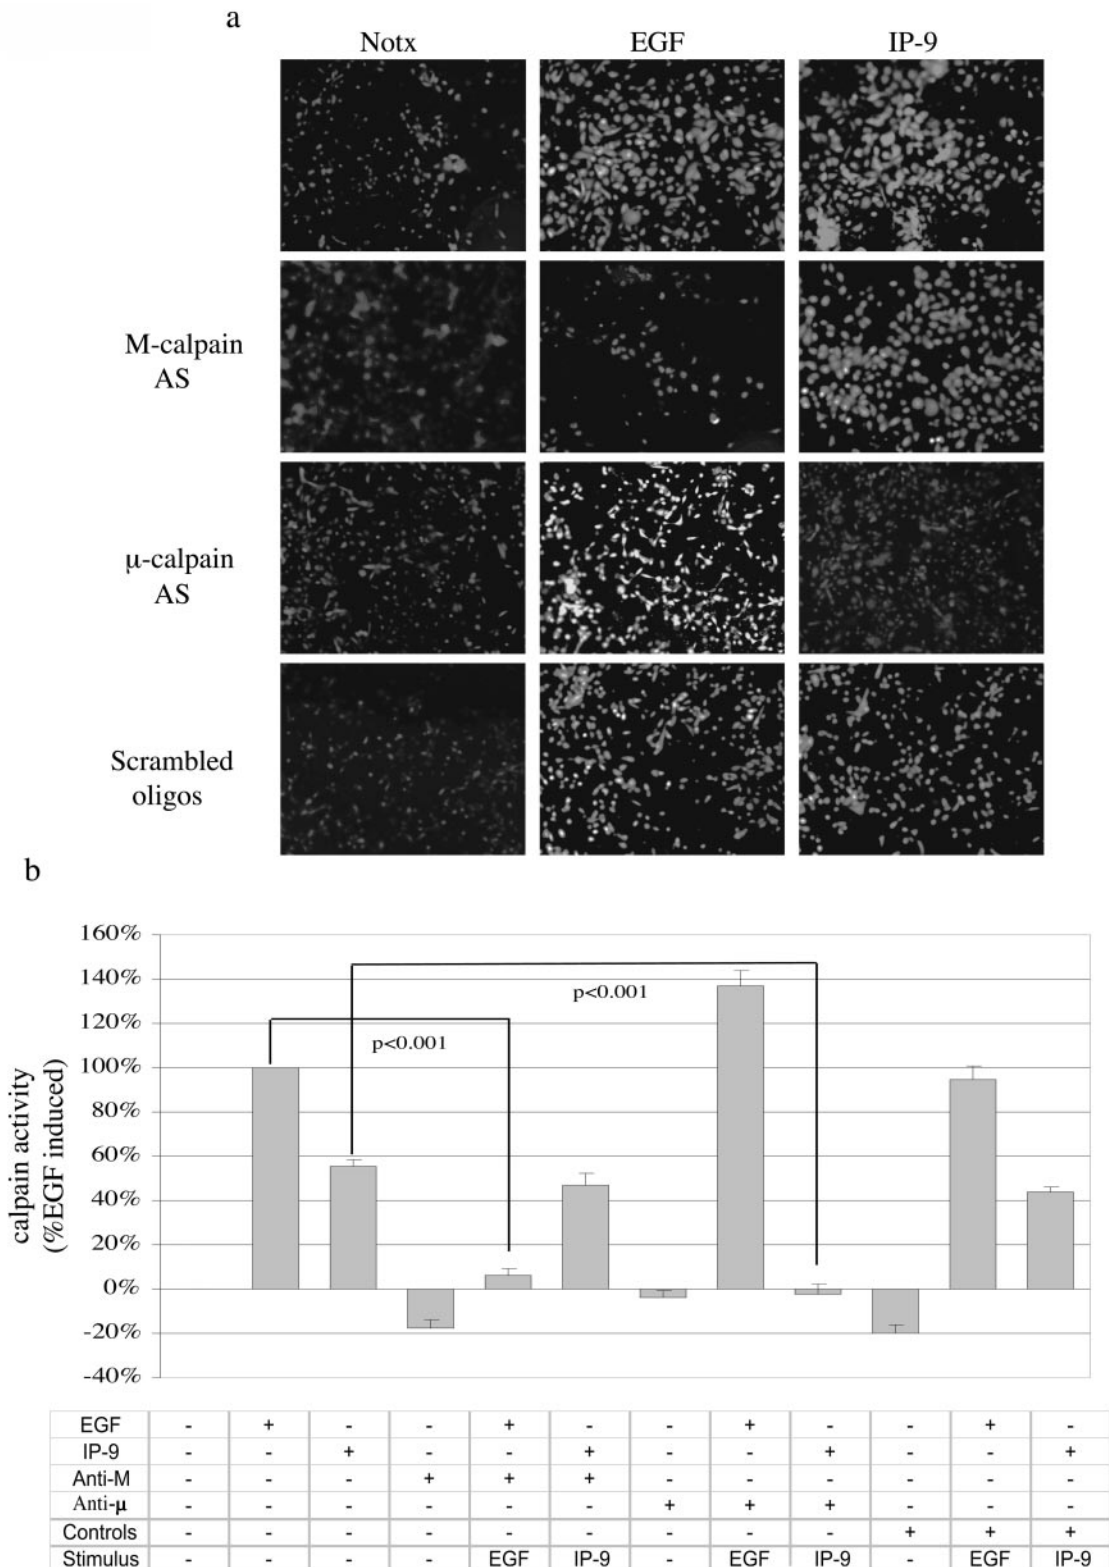 a
Notx EGF IP-9
M-calpain
AS
μ-calpain
AS
Scrambled
oligos
b
160%
140%
120%
100%
80%
60%
40%
20%
0%
-20%
-40%
calpain activity
(%EGF induced)
p<0.001
p<0.001
EGF - + - - + - - + - - + -
IP-9 - - + - - + - - + - - +
Anti-M - - - + + + - - - - - -
Anti-μ - - - - - - + + + - - -
Controls - - - - - - - - - + + +
Stimulus - - - - EGF IP-9 - EGF IP-9 - EGF IP-9